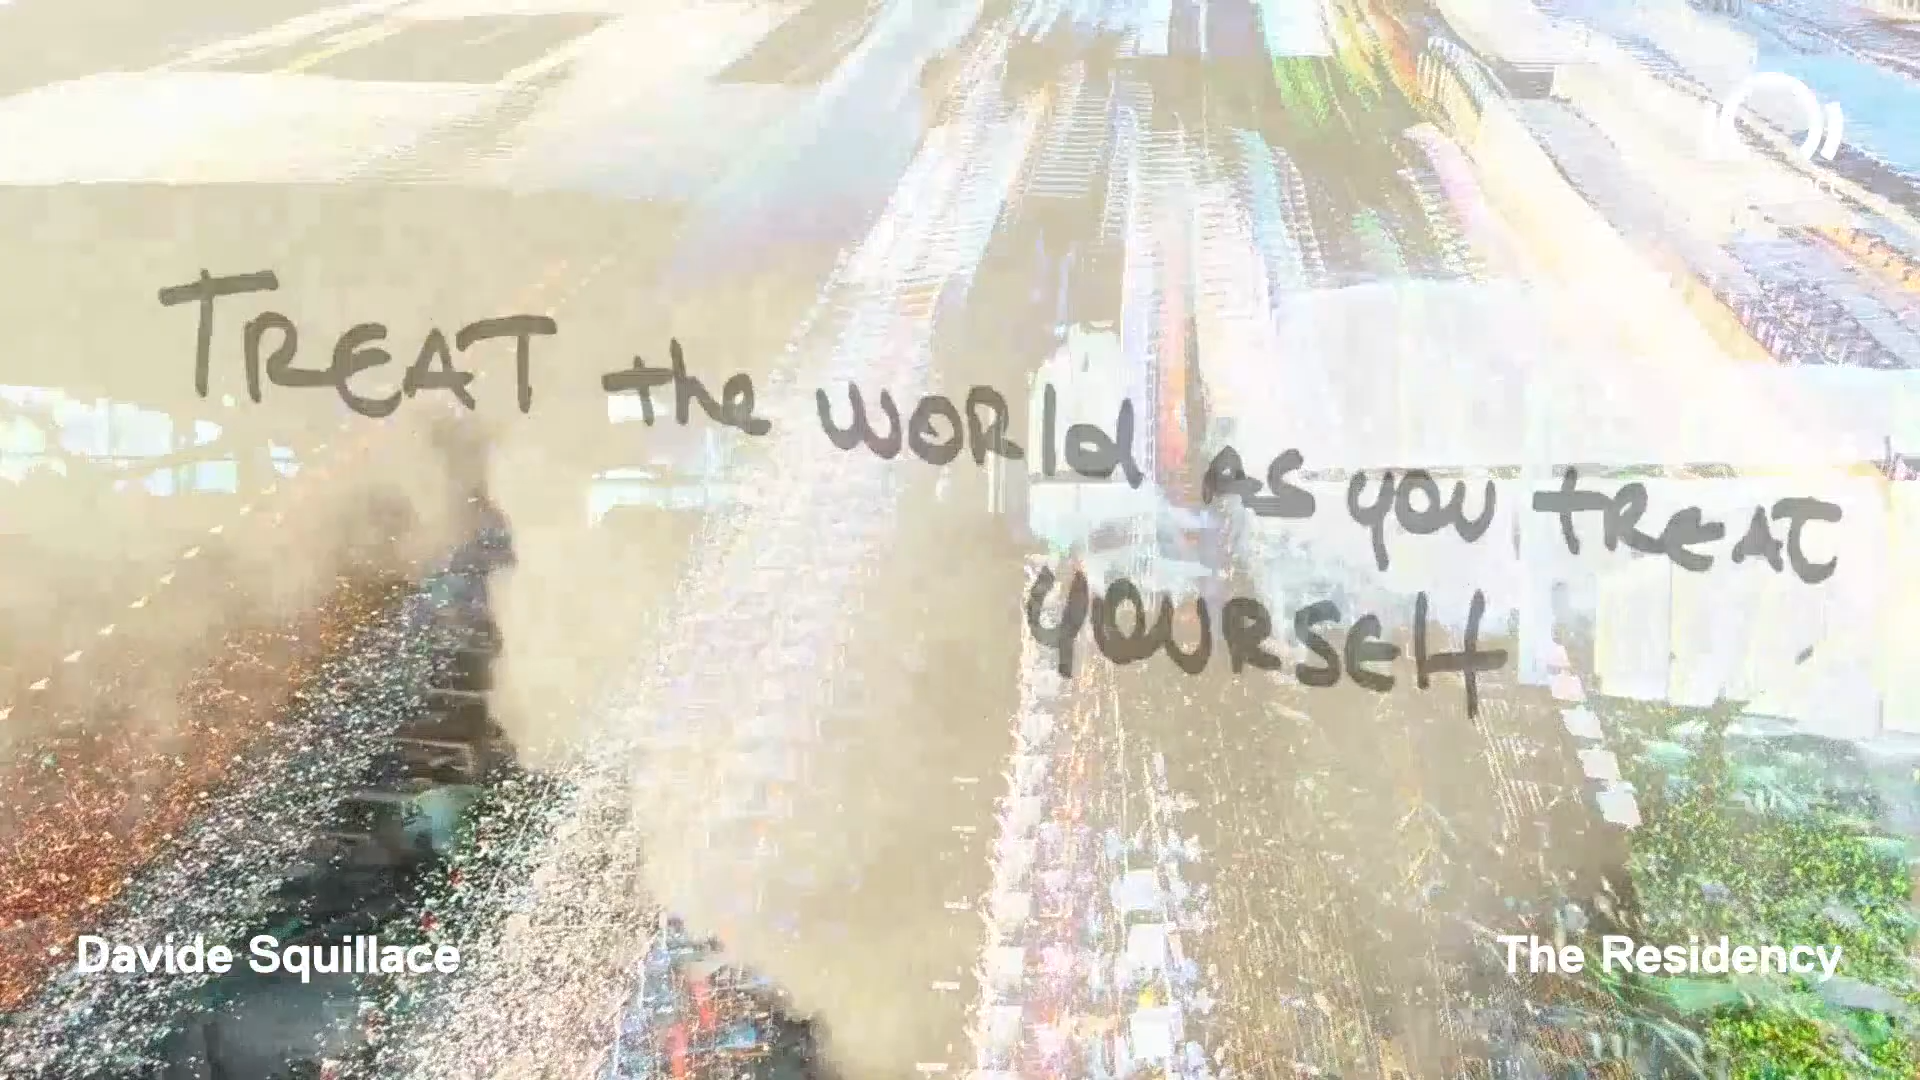 TREAT the WORld AS YOU TREAT
YOURSElf
Davide Squillace
The Residency